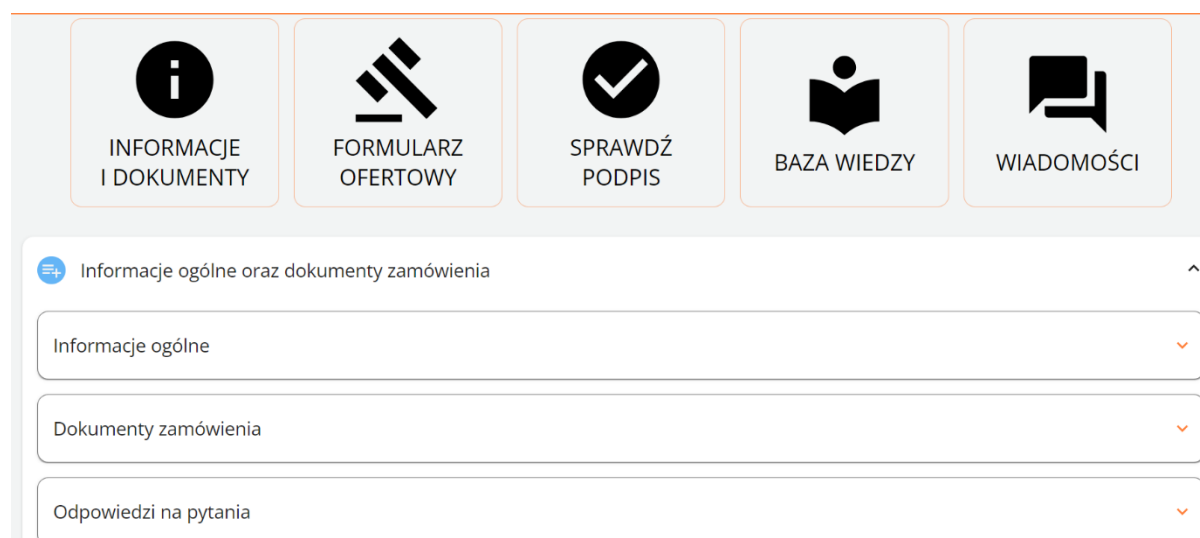 INFORMACJE
I DOKUMENTY
FORMULARZ
OFERTOWY
SPRAWDŹ
PODPIS
BAZA WIEDZY
WIADOMOŚCI
Informacje ogólne oraz dokumenty zamówienia
Informacje ogólne
Dokumenty zamówienia
Odpowiedzi na pytania